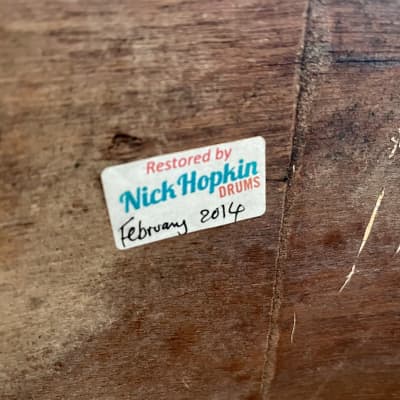 Restored by
Nick Hopkin
DRUMS
February 2014